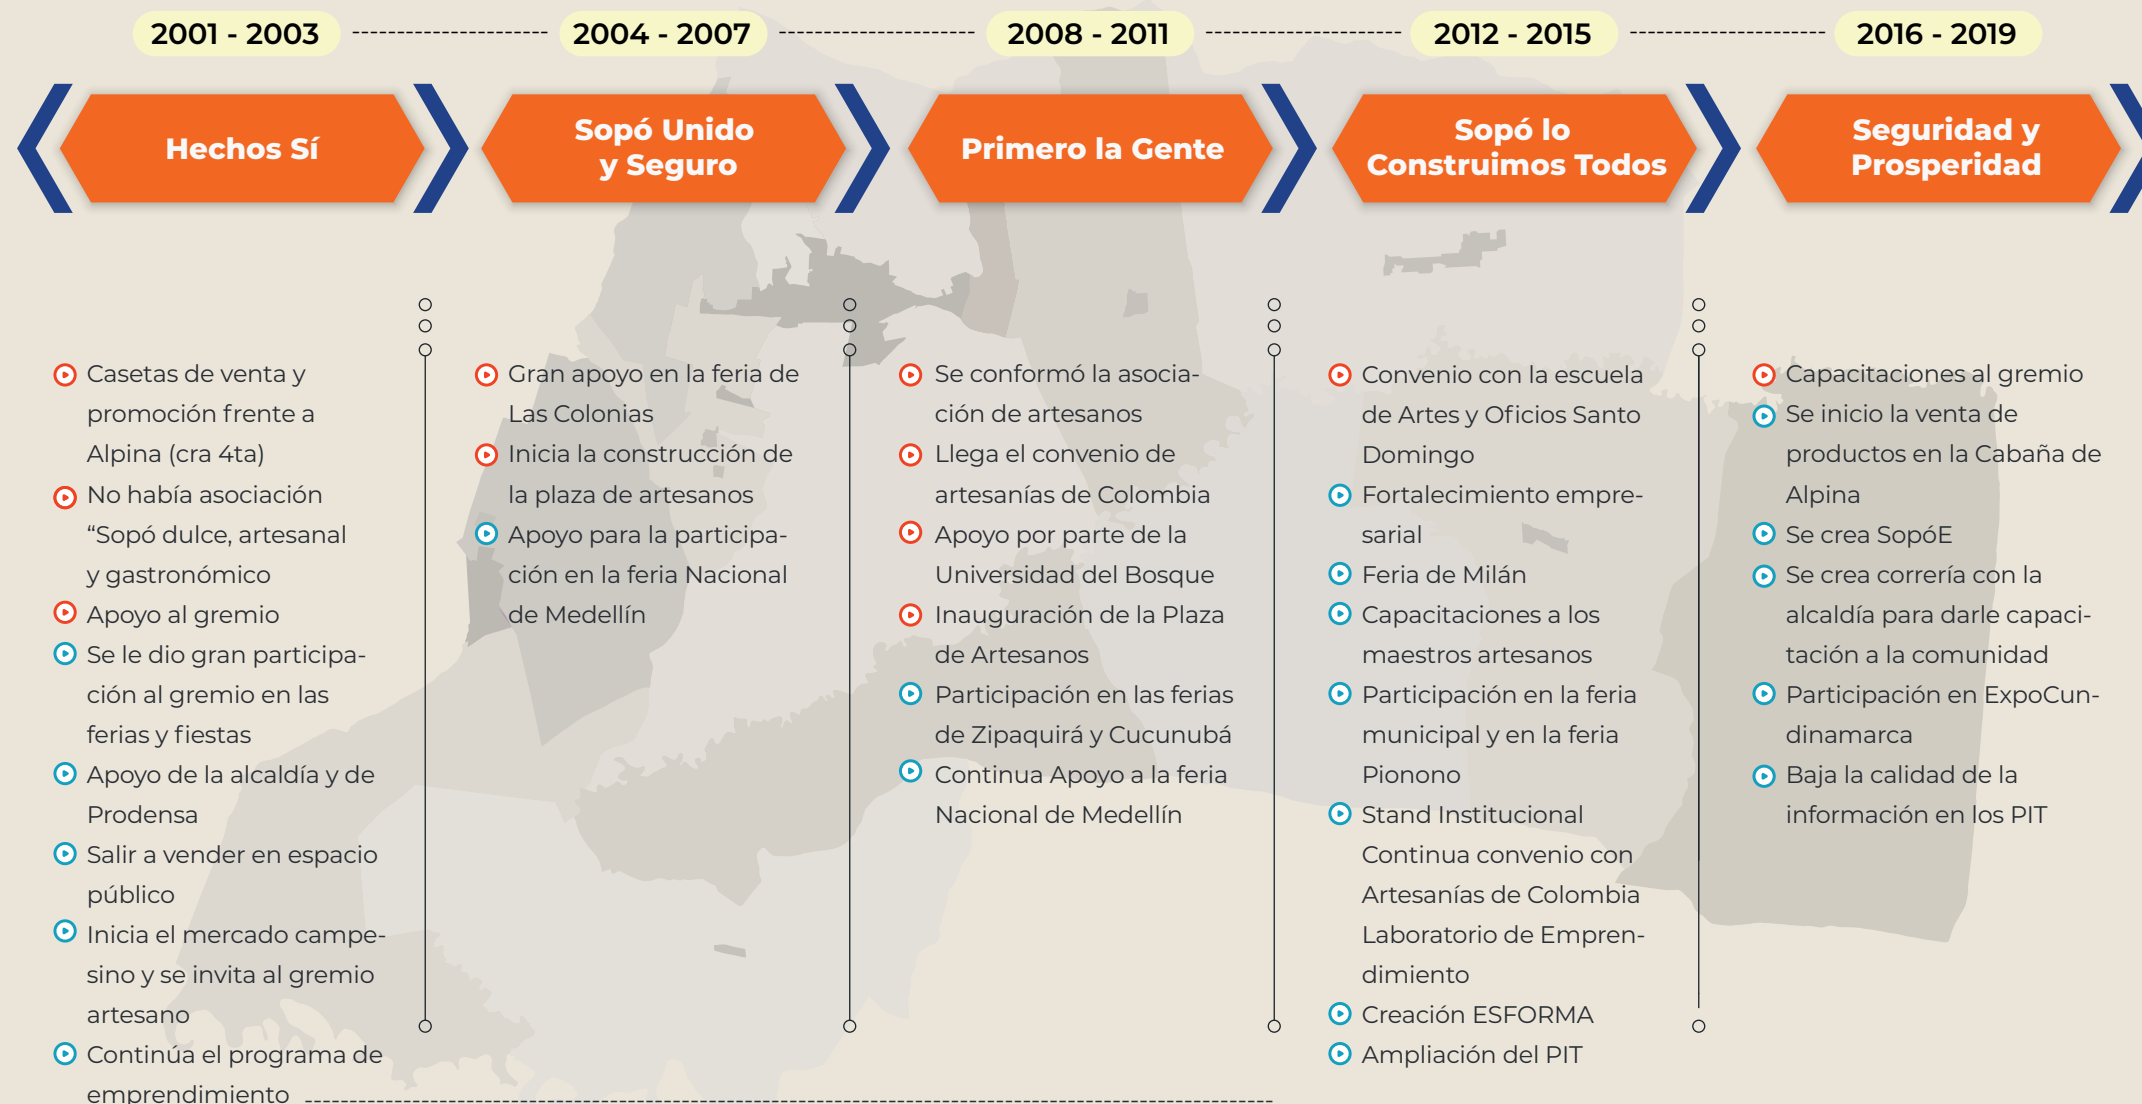 2001 - 2003
2004 - 2007
2008 - 2011
2012 - 2015
2016 - 2019
Hechos Sí
Sopó Unido
y Seguro
Primero la Gente
Sopó lo
Construimos Todos
Seguridad y
Prosperidad
Casetas de venta y
promoción frente a
Alpina (cra 4ta)
No había asociación
“Sopó dulce, artesanal
y gastronómico
Apoyo al gremio
Se le dio gran participa-
ción al gremio en las
ferias y fiestas
Apoyo de la alcaldía y de
Prodensa
Salir a vender en espacio
público
Inicia el mercado campe-
sino y se invita al gremio
artesano
Continúa el programa de
emprendimiento
Gran apoyo en la feria de
Las Colonias
Inicia la construcción de
la plaza de artesanos
Apoyo para la participa-
ción en la feria Nacional
de Medellín
Se conformó la asocia-
ción de artesanos
Llega el convenio de
artesanías de Colombia
Apoyo por parte de la
Universidad del Bosque
Inauguración de la Plaza
de Artesanos
Participación en las ferias
de Zipaquirá y Cucunubá
Continua Apoyo a la feria
Nacional de Medellín
Convenio con la escuela
de Artes y Oficios Santo
Domingo
Fortalecimiento empre-
sarial
Feria de Milán
Capacitaciones a los
maestros artesanos
Participación en la feria
municipal y en la feria
Pionono
Stand Institucional
Continua convenio con
Artesanías de Colombia
Laboratorio de Empren-
dimiento
Creación ESFORMA
Ampliación del PIT
Capacitaciones al gremio
Se inicio la venta de
productos en la Cabaña de
Alpina
Se crea SopóE
Se crea correría con la
alcaldía para darle capaci-
tación a la comunidad
Participación en ExpoCun-
dinamarca
Baja la calidad de la
información en los PIT